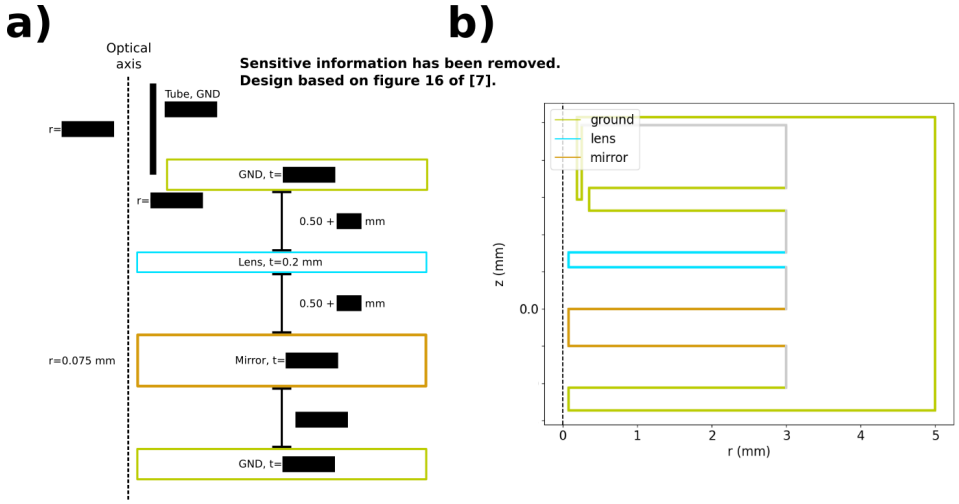 a)
Optical
axis
Sensitive information has been removed.
Design based on figure 16 of [7].
Tube, GND
r=
GND, t=
r=
0.50 + mm
Lens, t=0.2 mm
0.50 + mm
r=0.075 mm
Mirror, t=
GND, t=
b)
ground
lens
mirror
z (mm)
0.0
0 1 2 3 4 5
r (mm)